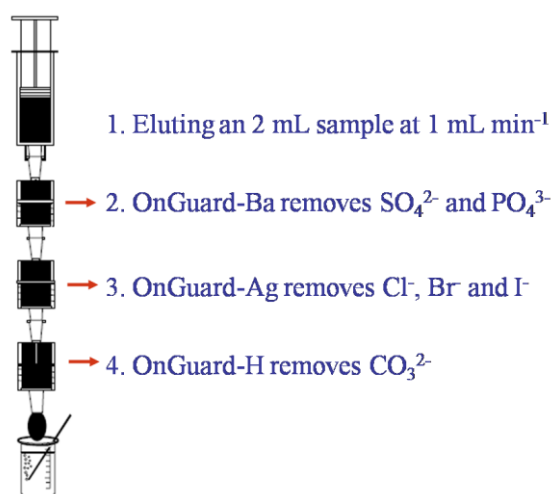 1. Eluting an 2 mL sample at 1 mL min⁻¹
2. OnGuard-Ba removes SO₄²⁻ and PO₄³⁻
3. OnGuard-Ag removes Cl⁻, Br⁻ and I⁻
4. OnGuard-H removes CO₃²⁻